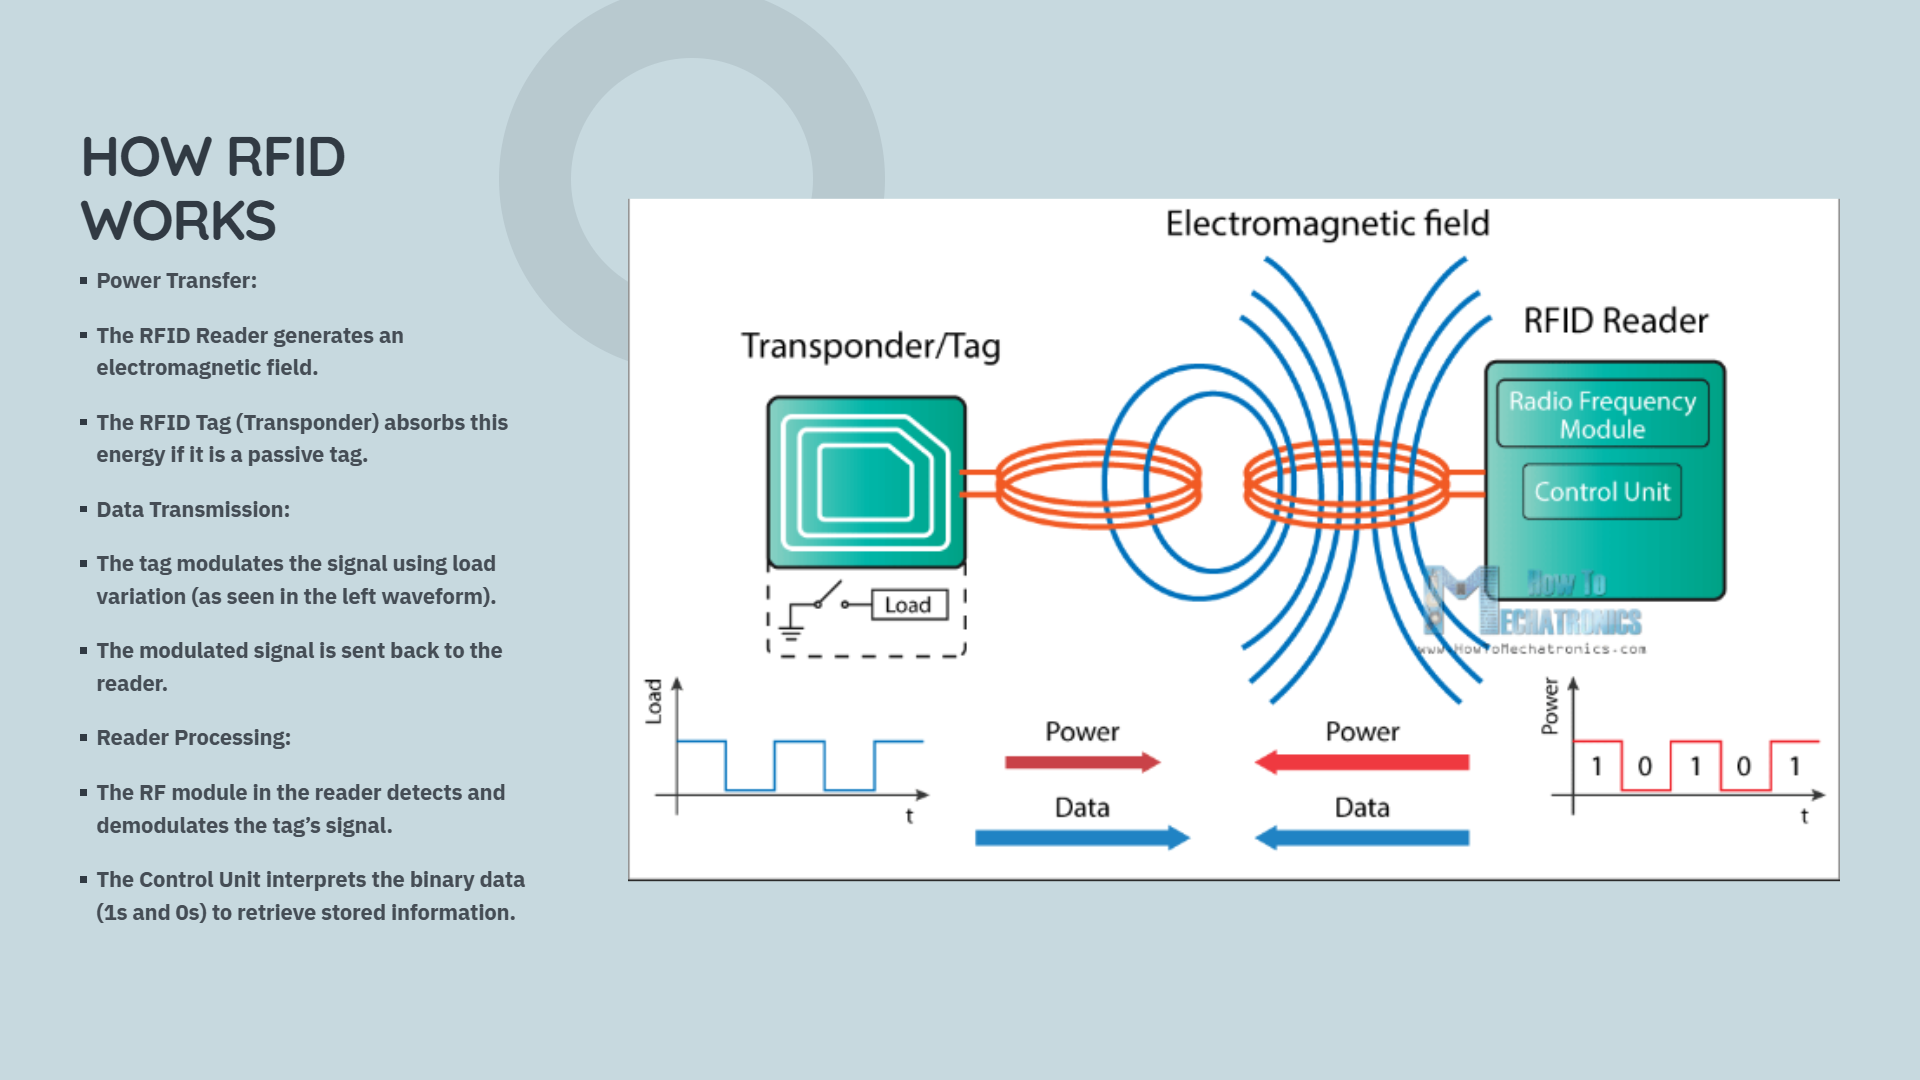 HOW RFID
WORKS
▪ Power Transfer:
▪ The RFID Reader generates an
electromagnetic field.
▪ The RFID Tag (Transponder) absorbs this
energy if it is a passive tag.
▪ Data Transmission:
▪ The tag modulates the signal using load
variation (as seen in the left waveform).
▪ The modulated signal is sent back to the
reader.
▪ Reader Processing:
▪ The RF module in the reader detects and
demodulates the tag’s signal.
▪ The Control Unit interprets the binary data
(1s and 0s) to retrieve stored information.
Electromagnetic field
Transponder/Tag
RFID Reader
Radio Frequency
Module
Control Unit
Load
How To
MECHATRONICS
www.HowToMechatronics.com
Load
t
Power
Data
Power
Data
Power
1 0 1 0 1
t